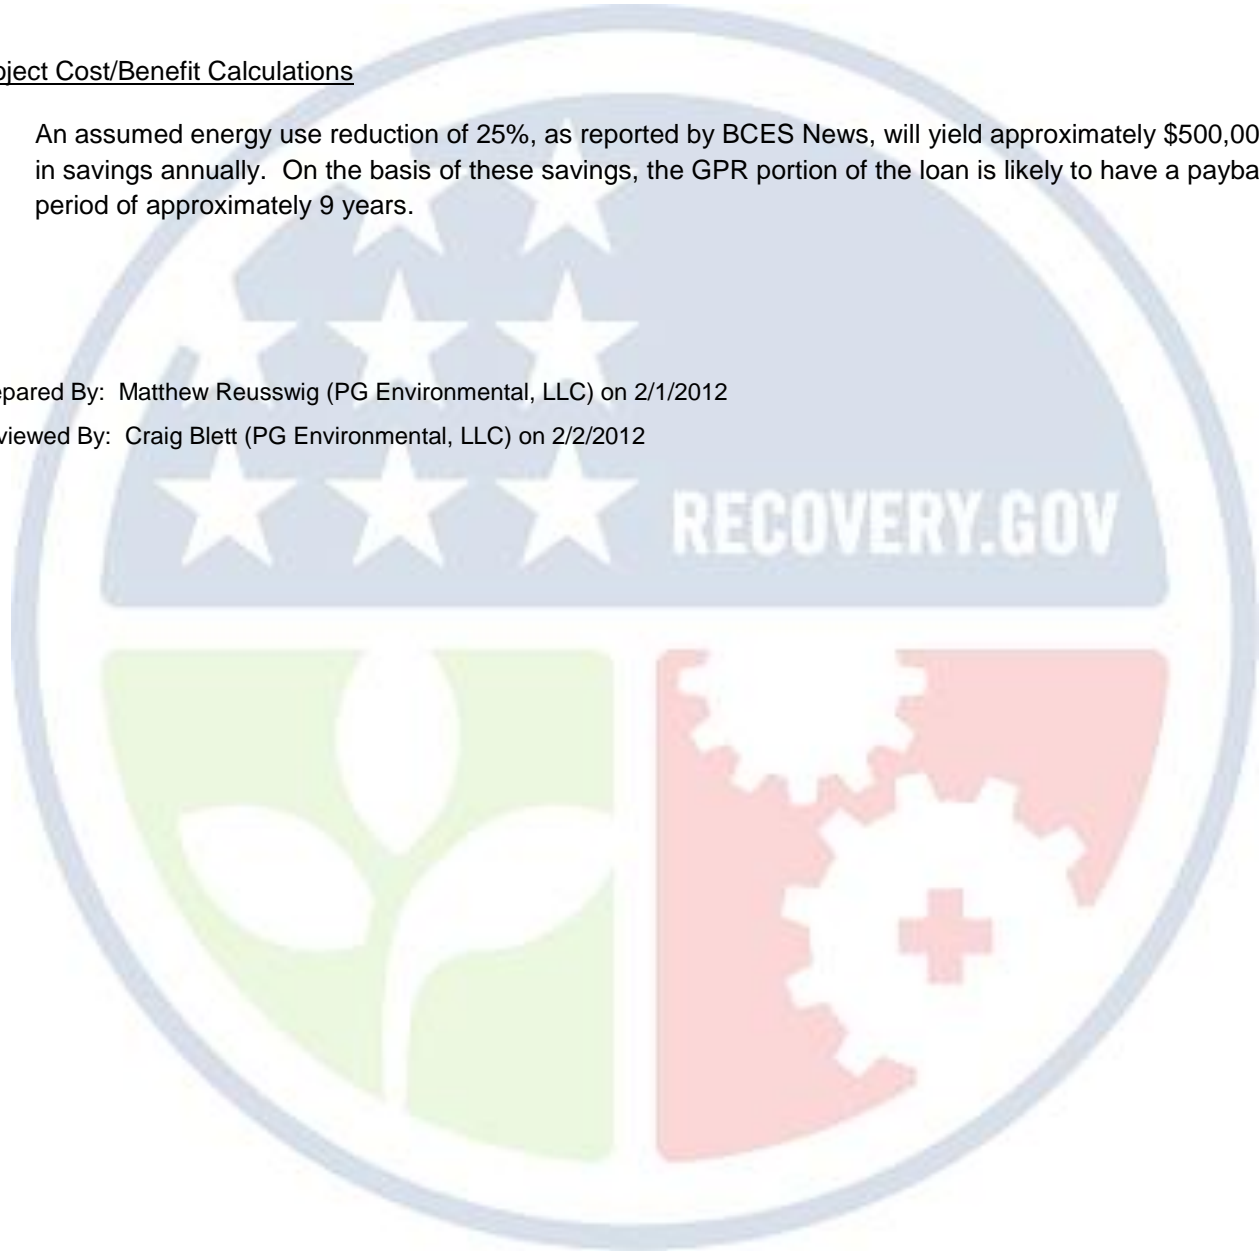 oject Cost/Benefit Calculations
An assumed energy use reduction of 25%, as reported by BCES News, will yield approximately $500,00
in savings annually. On the basis of these savings, the GPR portion of the loan is likely to have a payba
period of approximately 9 years.
epared By: Matthew Reusswig (PG Environmental, LLC) on 2/1/2012
viewed By: Craig Blett (PG Environmental, LLC) on 2/2/2012
RECOVERY.GOV